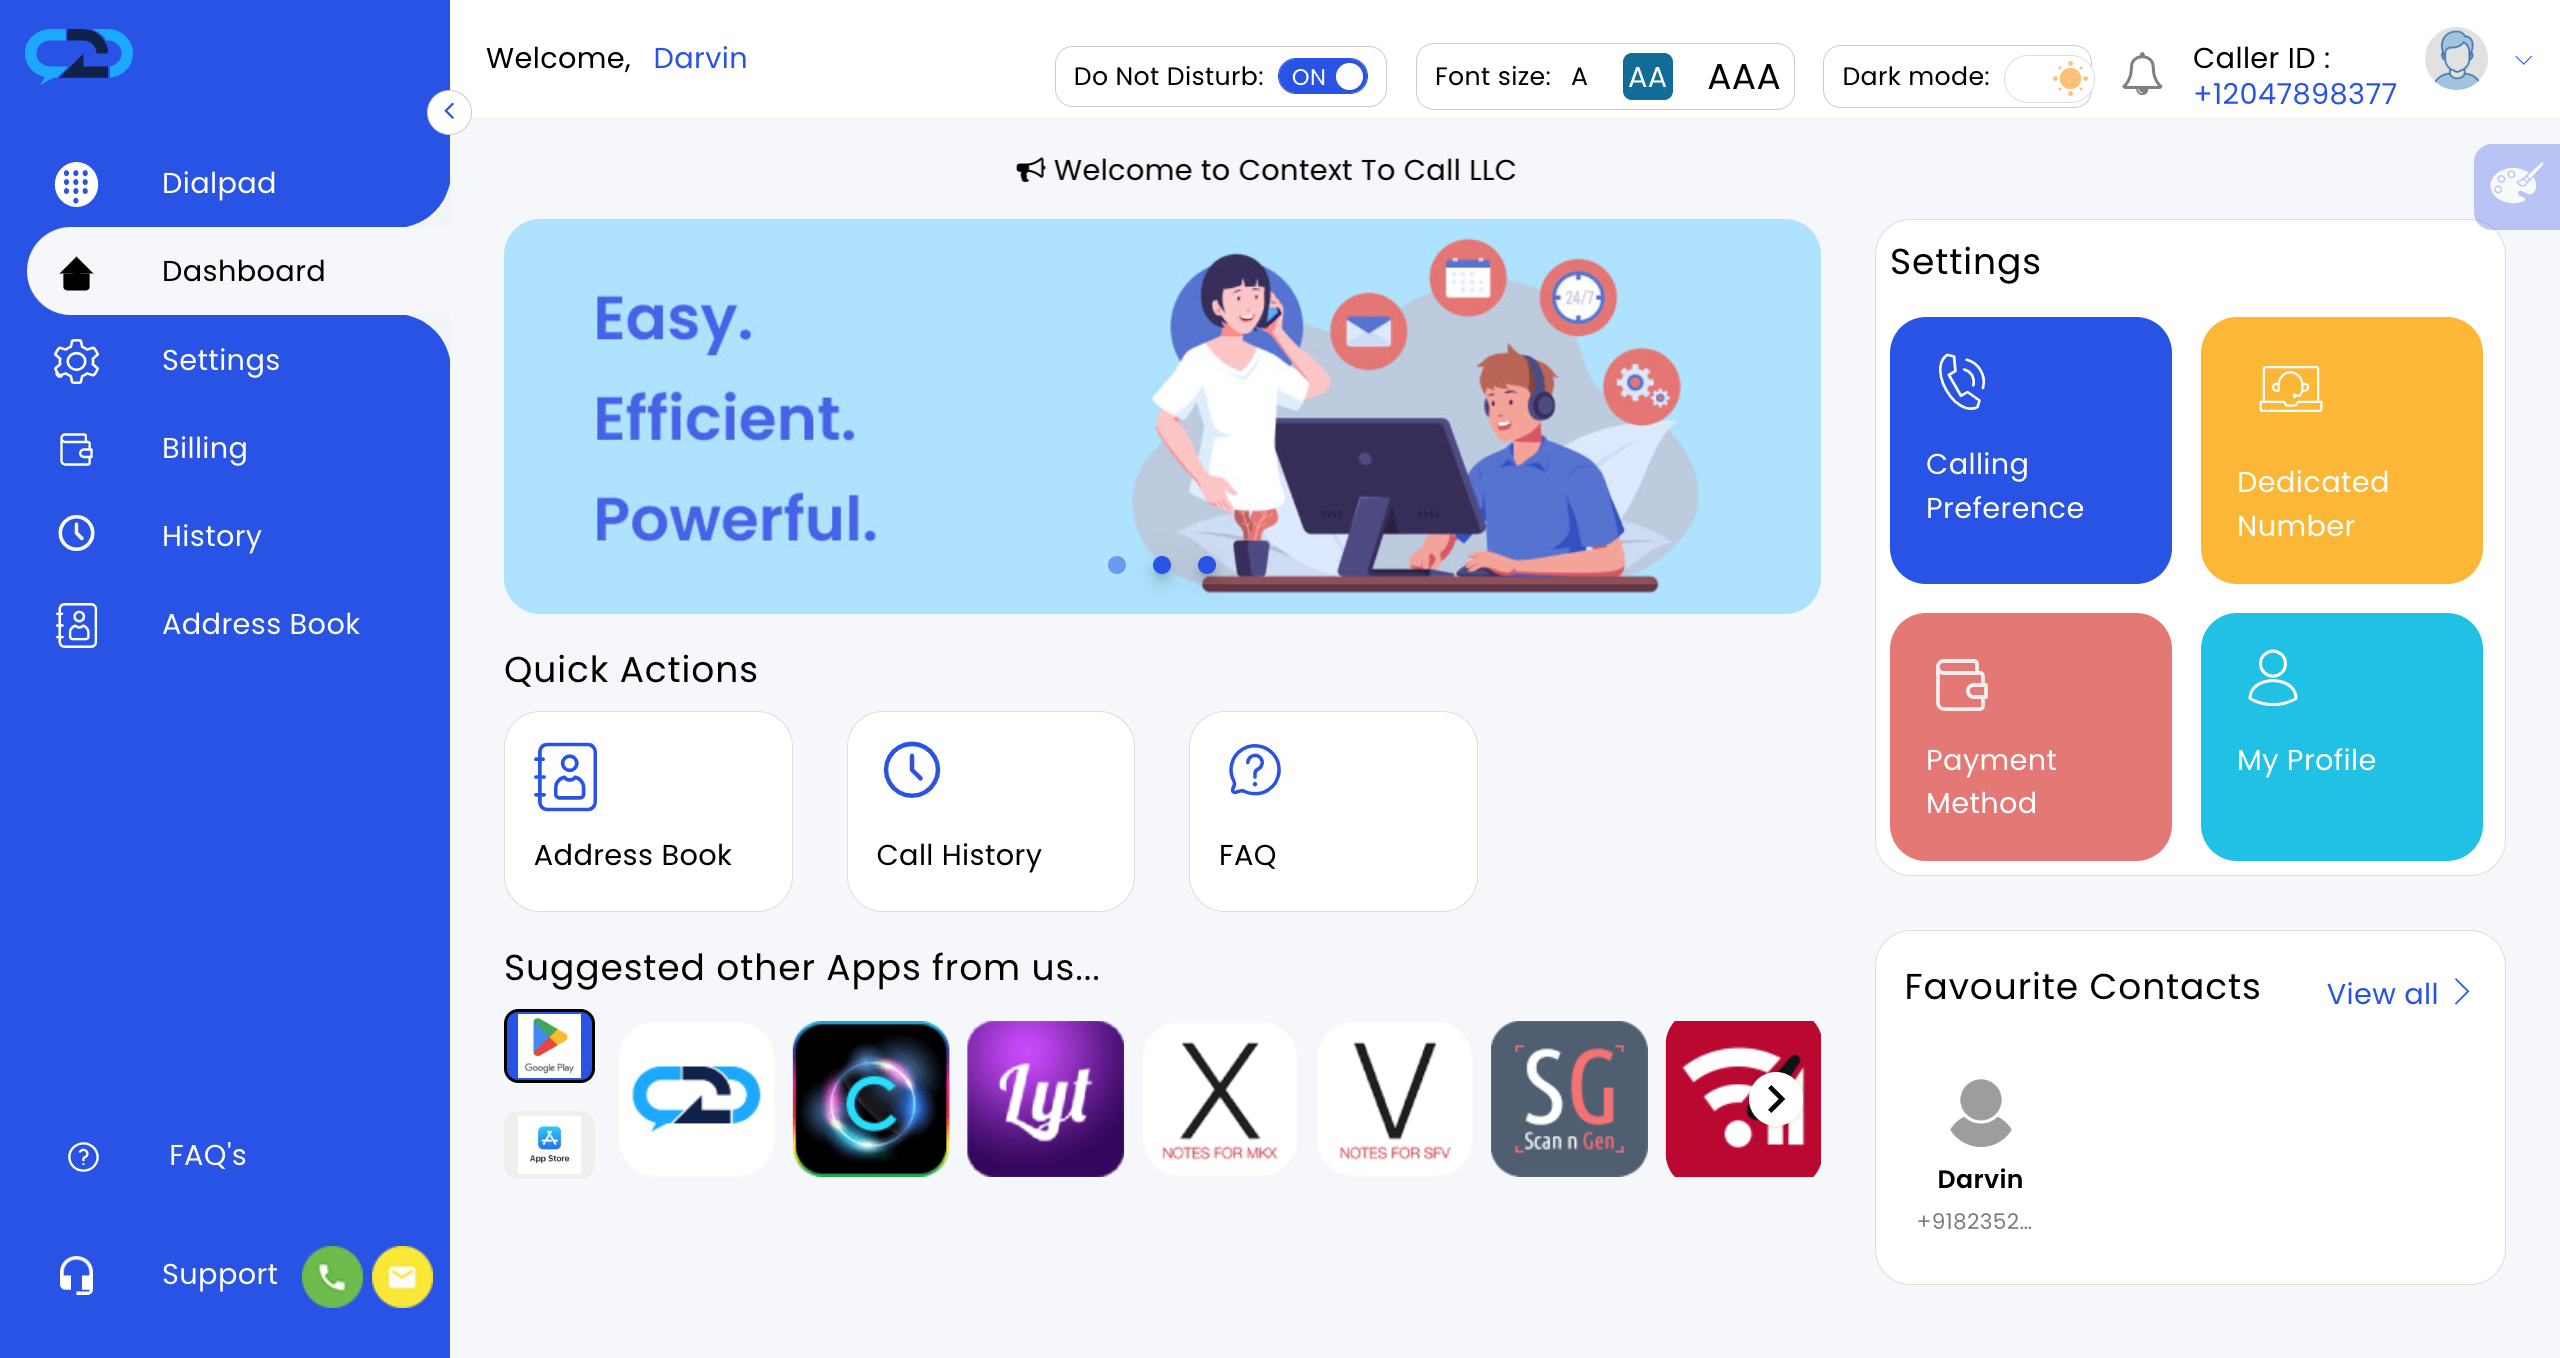 Welcome, Darvin
Do Not Disturb: ON
Font size: A AA AAA
Dark mode:
Caller ID :
+12047898377
Dialpad
Dashboard
Settings
Billing
History
Address Book
FAQ's
Support
Welcome to Context To Call LLC
Easy.
Efficient.
Powerful.
24/7
Quick Actions
Address Book
Call History
FAQ
Suggested other Apps from us...
Google Play
App Store
C
Lyt
X
NOTES FOR MKX
V
NOTES FOR SFV
SG
Scan n Gen
Settings
Calling
Preference
Dedicated
Number
Payment
Method
My Profile
Favourite Contacts
View all
Darvin
+9182352...